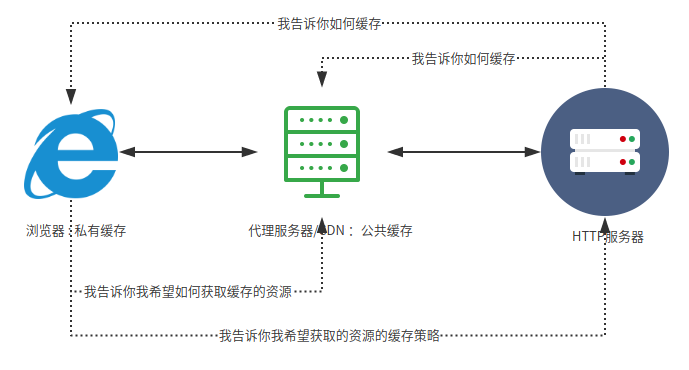 我告诉你如何缓存
我告诉你如何缓存
浏览器：私有缓存
代理服务器/CDN： 公共缓存
HTTP服务器
我告诉你我希望如何获取缓存的资源
我告诉你我希望获取的资源的缓存策略